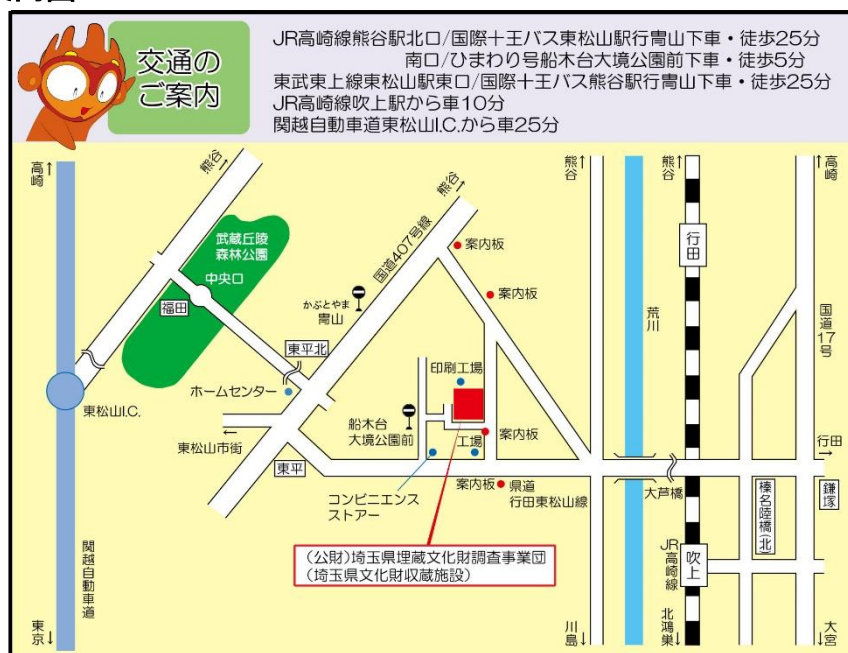 交通の
ご案内
JR高崎線熊谷駅北口/国際十王バス東松山駅行冑山下車・徒歩25分
南口/ひまわり号船木台大境公園前下車・徒歩5分
東武東上線東松山駅東口/国際十王バス熊谷駅行冑山下車・徒歩25分
JR高崎線吹上駅から車10分
関越自動車道東松山I.C.から車25分
高崎
熊谷
熊谷
熊谷
熊谷
高崎
武蔵丘陵
森林公園
中央口
福田
国道407号線
案内板
案内板
かぶとやま
冑山
行田
荒川
国道17号
東平北
印刷工場
ホームセンター
東松山I.C.
船木台
大境公園前
案内板
東松山市街
工場
行田
東平
コンビニエンス
ストアー
案内板
県道
行田東松山線
大芦橋
榛名陸橋(北)
鎌塚
(公財)埼玉県埋蔵文化財調査事業団
(埼玉県文化財収蔵施設)
JR高崎線
吹上
関越自動車道
東京
川島
北鴻巣
大宮